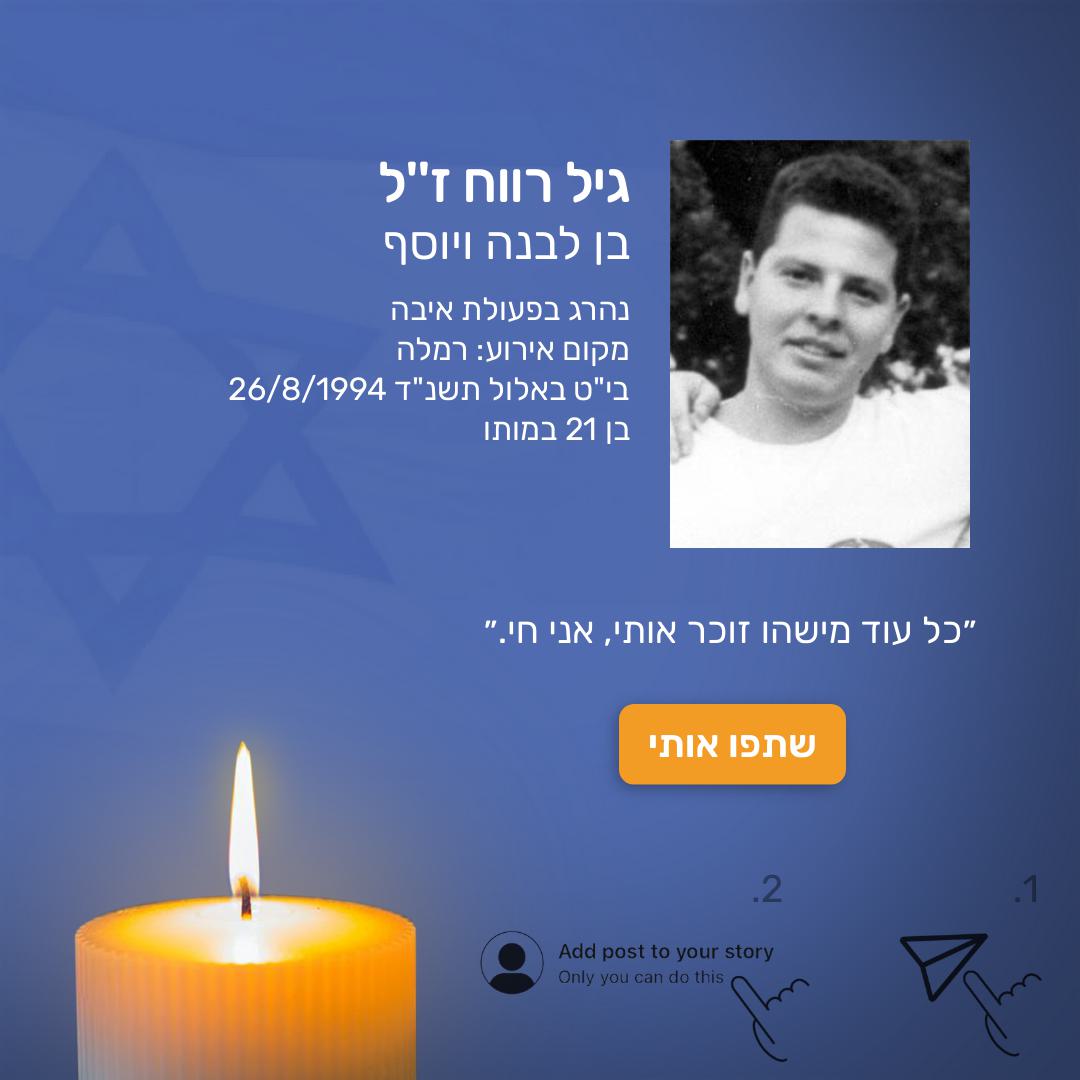 גיל רווח ז"ל
בן לבנה ויוסף
נהרג בפעולת איבה
מקום אירוע: רמלה
בי"ט באלול תשנ"ד 26/8/1994
בן 21 במותו
"כל עוד מישהו זוכר אותי, אני חי."
שתפו אותי
1.
2.
Add post to your story
Only you can do this